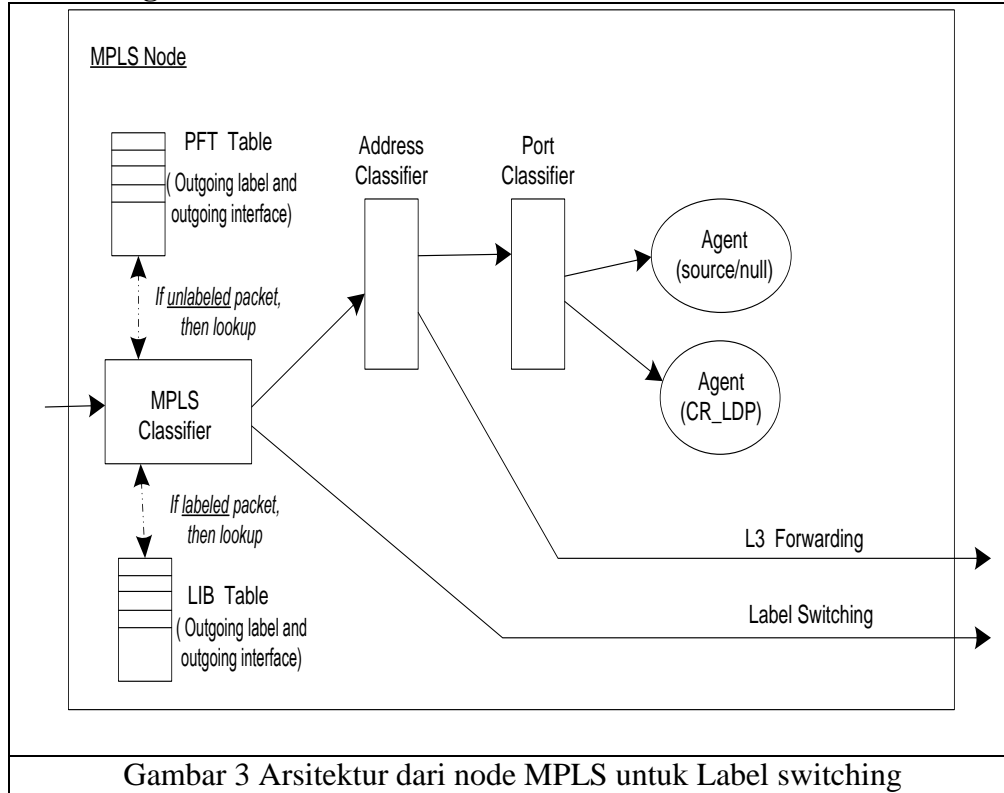 MPLS Node
PFT Table
( Outgoing label and
outgoing interface)
Address
Classifier
Port
Classifier
Agent
(source/null)
If unlabeled packet,
then lookup
MPLS
Classifier
Agent
(CR_LDP)
If labeled packet,
then lookup
L3 Forwarding
LIB Table
( Outgoing label and
outgoing interface)
Label Switching
Gambar 3 Arsitektur dari node MPLS untuk Label switching